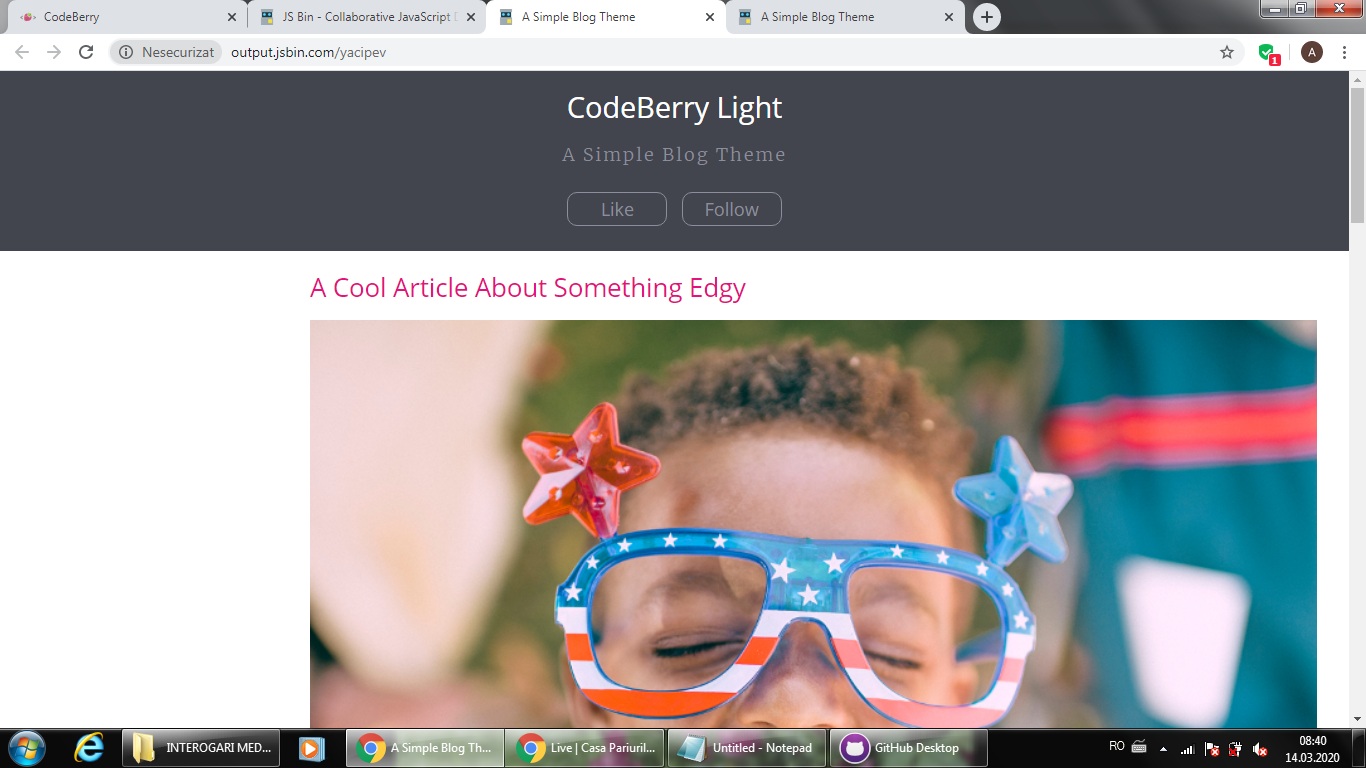 CodeBerry
JS Bin - Collaborative JavaScript
A Simple Blog Theme
A Simple Blog Theme
Nesecurizat
output.jsbin.com/yacipev
1
A
CodeBerry Light
A Simple Blog Theme
Like
Follow
A Cool Article About Something Edgy
INTEROGARI MED...
A Simple Blog Th...
Live | Casa Pariuril...
Untitled - Notepad
GitHub Desktop
RO
08:40
14.03.2020